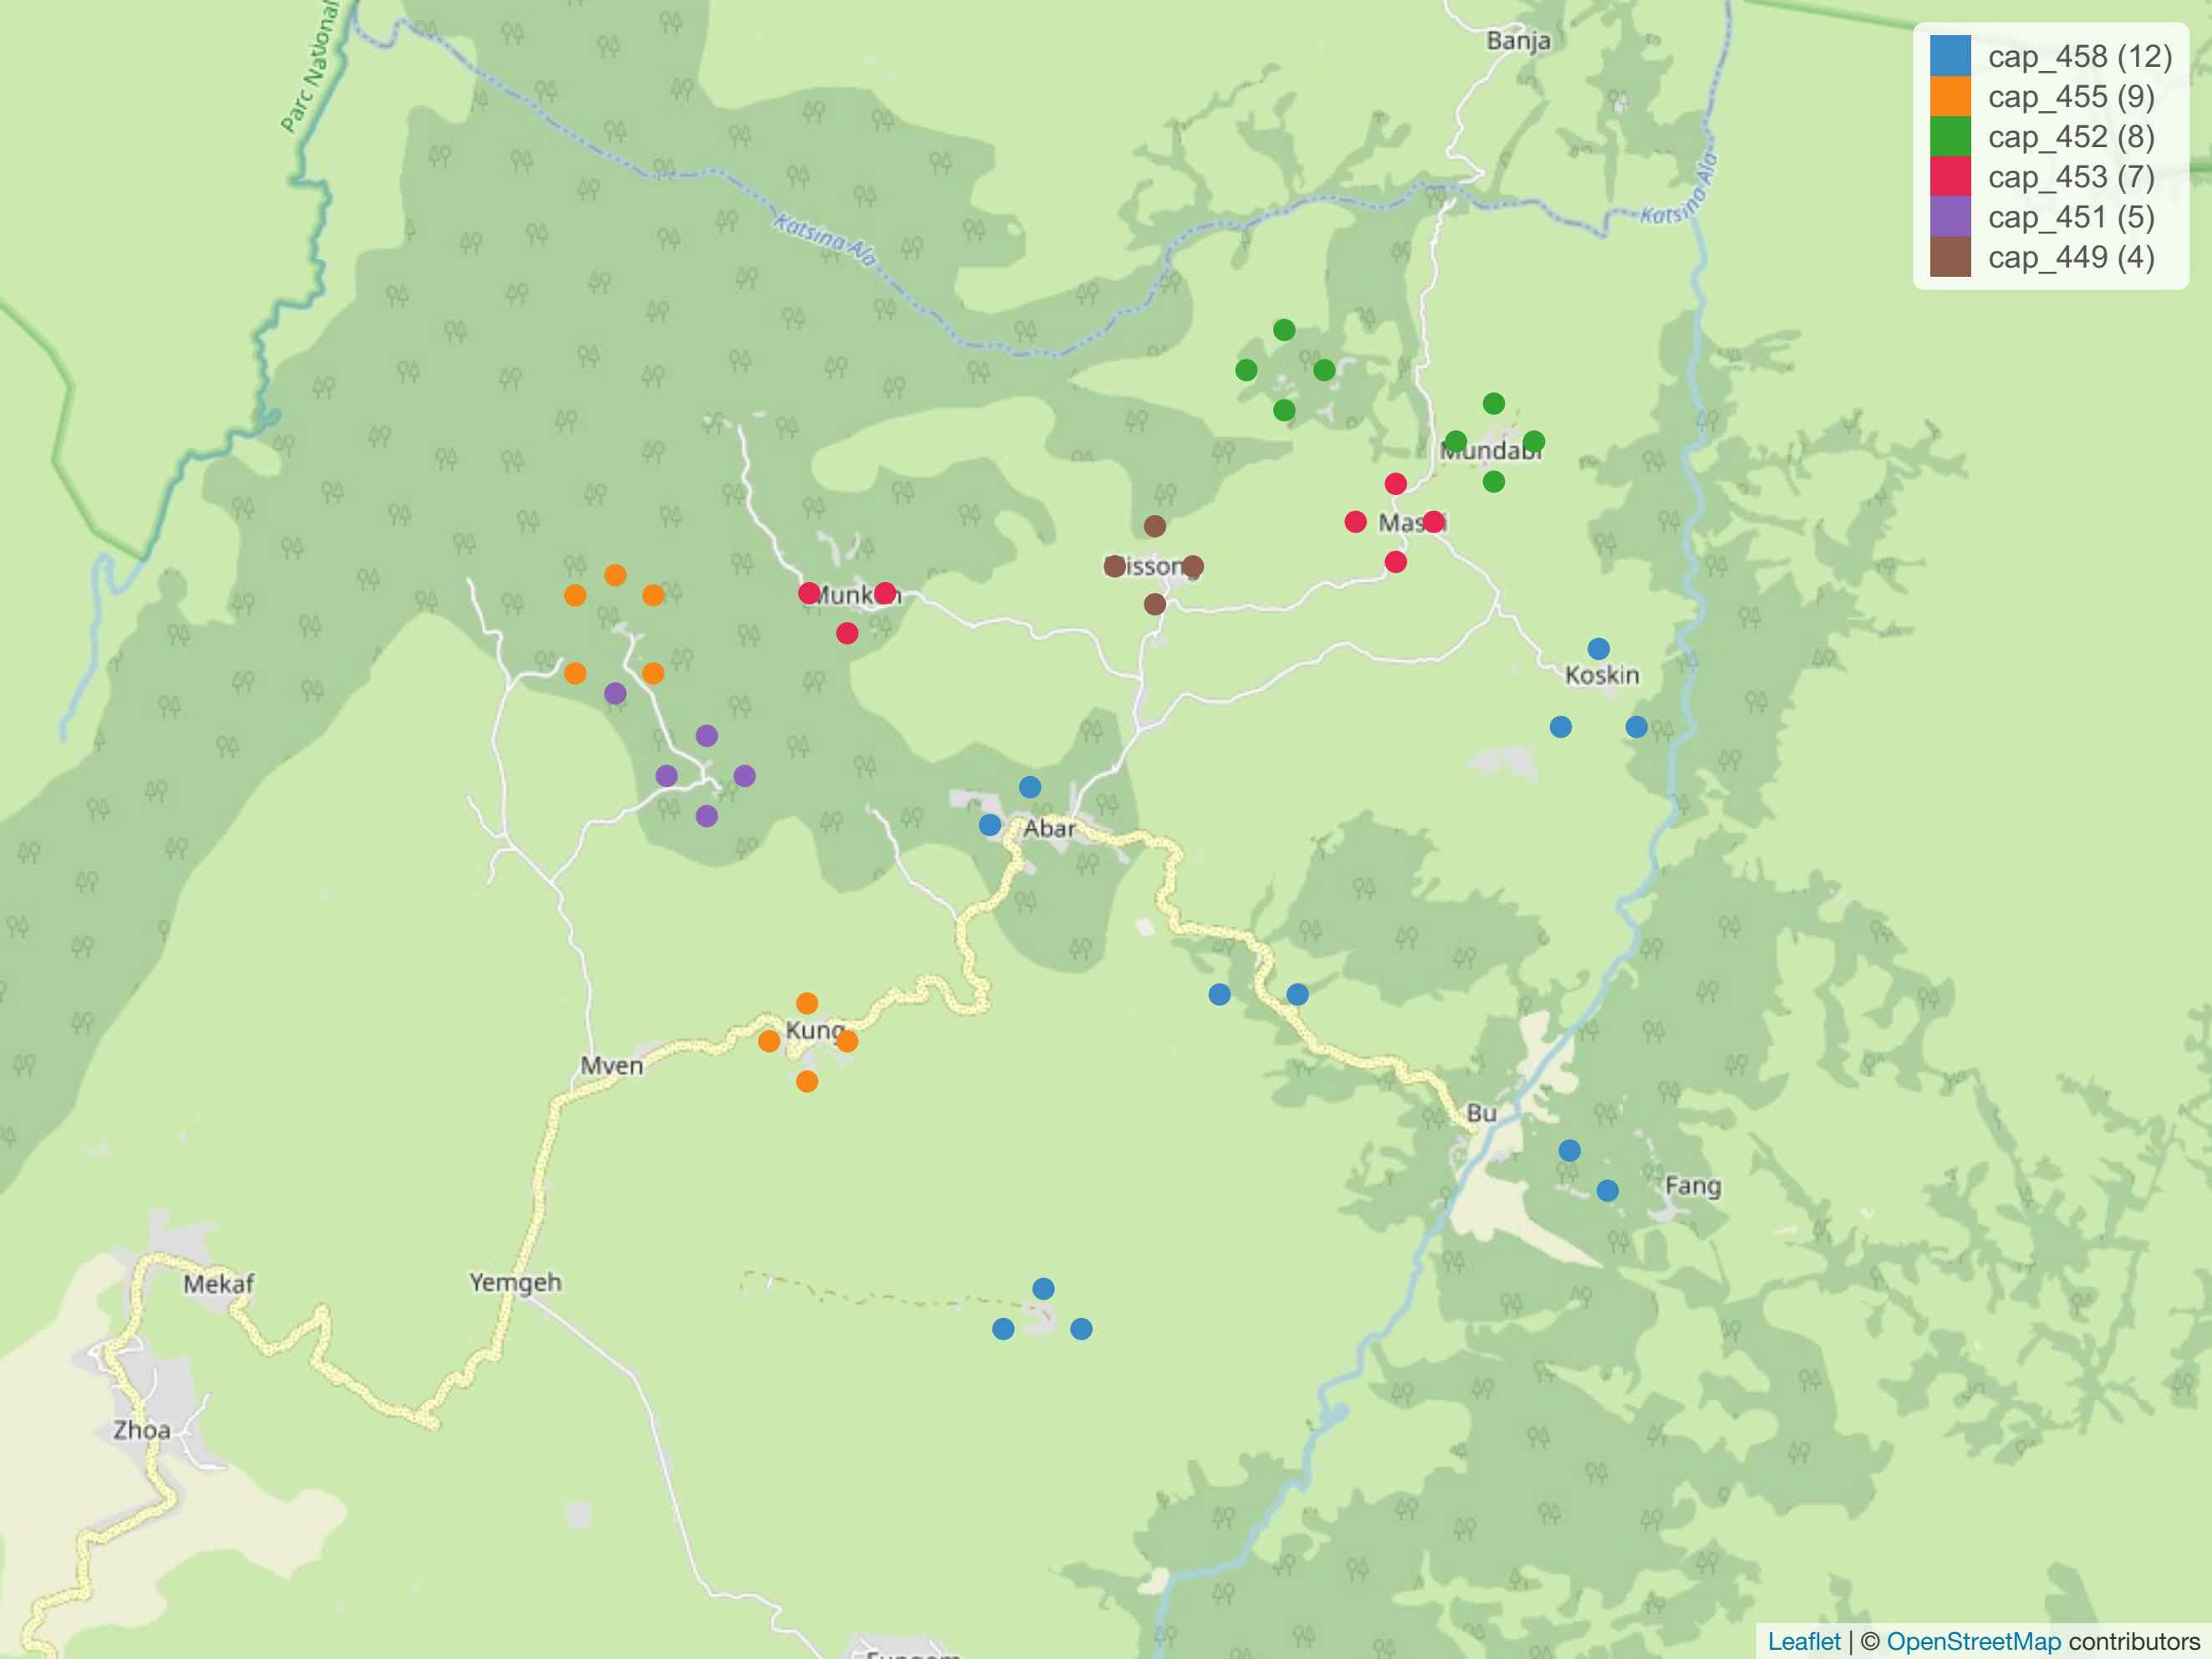 Parc National
Banja
cap_458 (12)
cap_455 (9)
cap_452 (8)
cap_453 (7)
cap_451 (5)
cap_449 (4)
Katsina Ala
Katsina Ala
Mundabi
Koskin
Abar
Kung
Mven
Bu
Fang
Mekaf
Yemgeh
Zhoa
Leaflet | © OpenStreetMap contributors